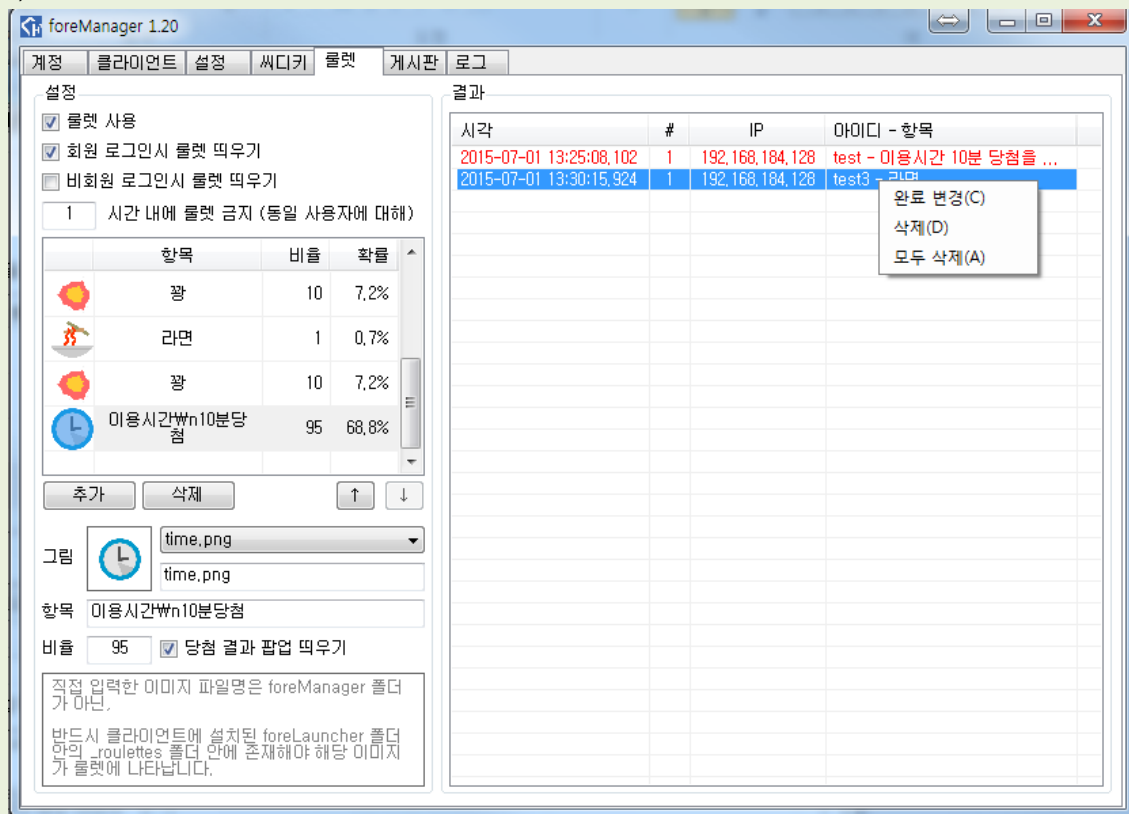 foreManager 1.20
계정 클라이언트 설정 씨디키 룰렛 게시판 로그
설정
룰렛 사용
회원 로그인시 룰렛 띄우기
비회원 로그인시 룰렛 띄우기
1 시간 내에 룰렛 금지 (동일 사용자에 대해)
항목 비율 확률
꽝 10 7.2%
라면 1 0.7%
꽝 10 7.2%
이용시간₩n10분당
첨 95 68.8%
추가 삭제 ↑ ↓
그림 time.png
time.png
항목 이용시간₩n10분당첨
비율 95 당첨 결과 팝업 띄우기
직접 입력한 이미지 파일명은 foreManager 폴더
가 아닌,
반드시 클라이언트에 설치된 foreLauncher 폴더
안의 _roulettes 폴더 안에 존재해야 해당 이미지
가 룰렛에 나타납니다.
결과
시각 # IP 아이디 - 항목
2015-07-01 13:25:08,102 1 192.168.184.128 test - 이용시간 10분 당첨을 ...
2015-07-01 13:30:15,924 1 192.168.184.128 test3 - 라면
완료 변경(C)
삭제(D)
모두 삭제(A)